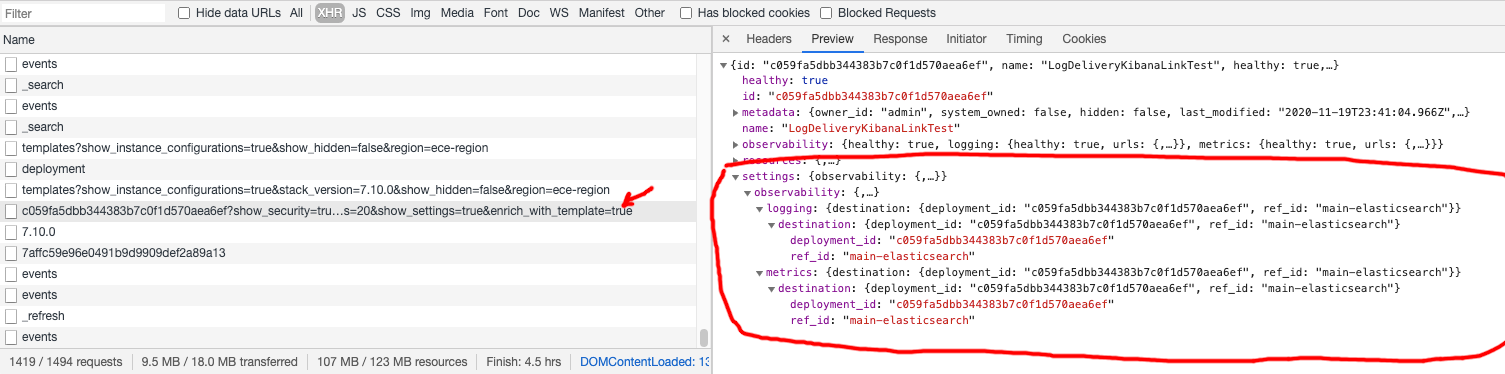 Filter Hide data URLs All XHR JS CSS Img Media Font Doc WS Manifest Other Has blocked cookies Blocked Requests
Name
events
_search
events
_search
templates?show_instance_configurations=true&show_hidden=false&region=ece-region
deployment
templates?show_instance_configurations=true&stack_version=7.10.0&show_hidden=false&region=ece-region
c059fa5dbb344383b7c0f1d570aea6ef?show_security=tru…s=20&show_settings=true&enrich_with_template=true
7.10.0
7affc59e96e0491b9d9909def2a89a13
events
events
_refresh
events
1419 / 1494 requests 9.5 MB / 18.0 MB transferred 107 MB / 123 MB resources Finish: 4.5 hrs DOMContentLoaded: 13
× Headers Preview Response Initiator Timing Cookies
{id: "c059fa5dbb344383b7c0f1d570aea6ef", name: "LogDeliveryKibanaLinkTest", healthy: true,…}
healthy: true
id: "c059fa5dbb344383b7c0f1d570aea6ef"
metadata: {owner_id: "admin", system_owned: false, hidden: false, last_modified: "2020-11-19T23:41:04.966Z",…}
name: "LogDeliveryKibanaLinkTest"
observability: {healthy: true, logging: {healthy: true, urls: {,…}}, metrics: {healthy: true, urls: {,…}}}
resources: {,…}
settings: {observability: {,…}}
observability: {,…}
logging: {destination: {deployment_id: "c059fa5dbb344383b7c0f1d570aea6ef", ref_id: "main-elasticsearch"}}
destination: {deployment_id: "c059fa5dbb344383b7c0f1d570aea6ef", ref_id: "main-elasticsearch"}
deployment_id: "c059fa5dbb344383b7c0f1d570aea6ef"
ref_id: "main-elasticsearch"
metrics: {destination: {deployment_id: "c059fa5dbb344383b7c0f1d570aea6ef", ref_id: "main-elasticsearch"}}
destination: {deployment_id: "c059fa5dbb344383b7c0f1d570aea6ef", ref_id: "main-elasticsearch"}
deployment_id: "c059fa5dbb344383b7c0f1d570aea6ef"
ref_id: "main-elasticsearch"